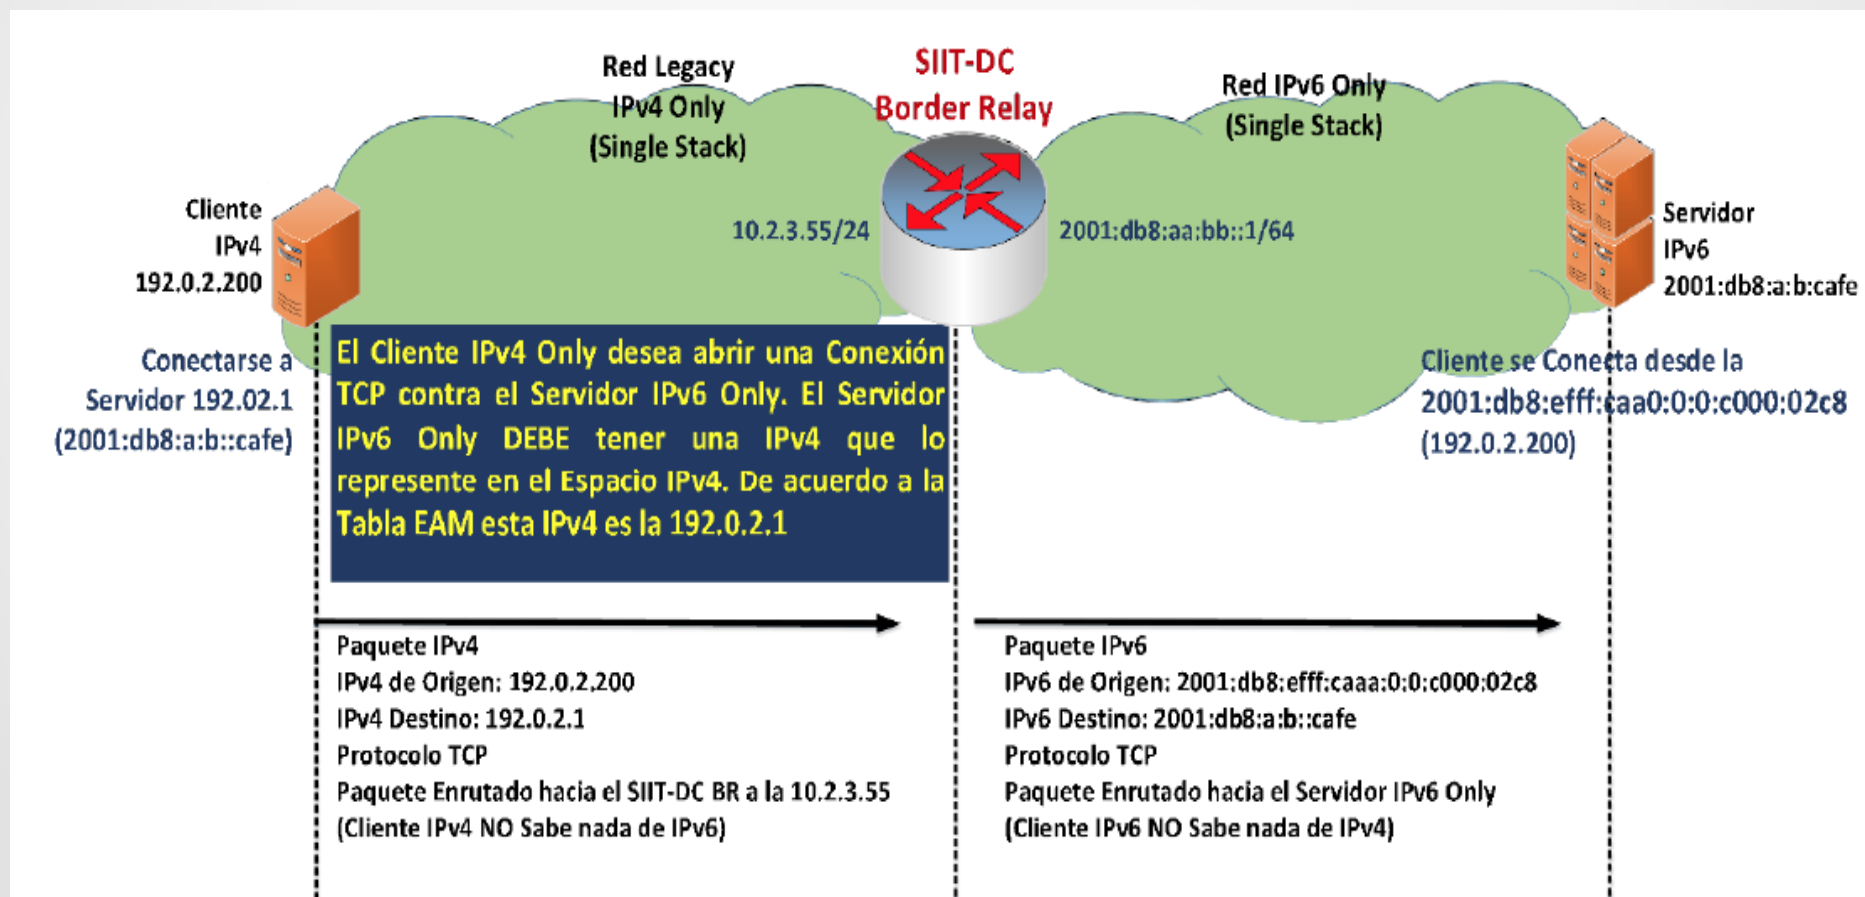 Red Legacy
IPv4 Only
(Single Stack)
SIIT-DC
Border Relay
Red IPv6 Only
(Single Stack)
Cliente
IPv4
192.0.2.200
10.2.3.55/24
2001:db8:aa:bb::1/64
Servidor
IPv6
2001:db8:a:b:cafe
Conectarse a
Servidor 192.02.1
(2001:db8:a:b::cafe)
El Cliente IPv4 Only desea abrir una Conexión
TCP contra el Servidor IPv6 Only. El Servidor
IPv6 Only DEBE tener una IPv4 que lo
represente en el Espacio IPv4. De acuerdo a la
Tabla EAM esta IPv4 es la 192.0.2.1
Cliente se Conecta desde la
2001:db8:efff:caa0:0:0:c000:02c8
(192.0.2.200)
Paquete IPv4
IPv4 de Origen: 192.0.2.200
IPv4 Destino: 192.0.2.1
Protocolo TCP
Paquete Enrutado hacia el SIIT-DC BR a la 10.2.3.55
(Cliente IPv4 NO Sabe nada de IPv6)
Paquete IPv6
IPv6 de Origen: 2001:db8:efff:caaa:0:0:c000:02c8
IPv6 Destino: 2001:db8:a:b::cafe
Protocolo TCP
Paquete Enrutado hacia el Servidor IPv6 Only
(Cliente IPv6 NO Sabe nada de IPv4)